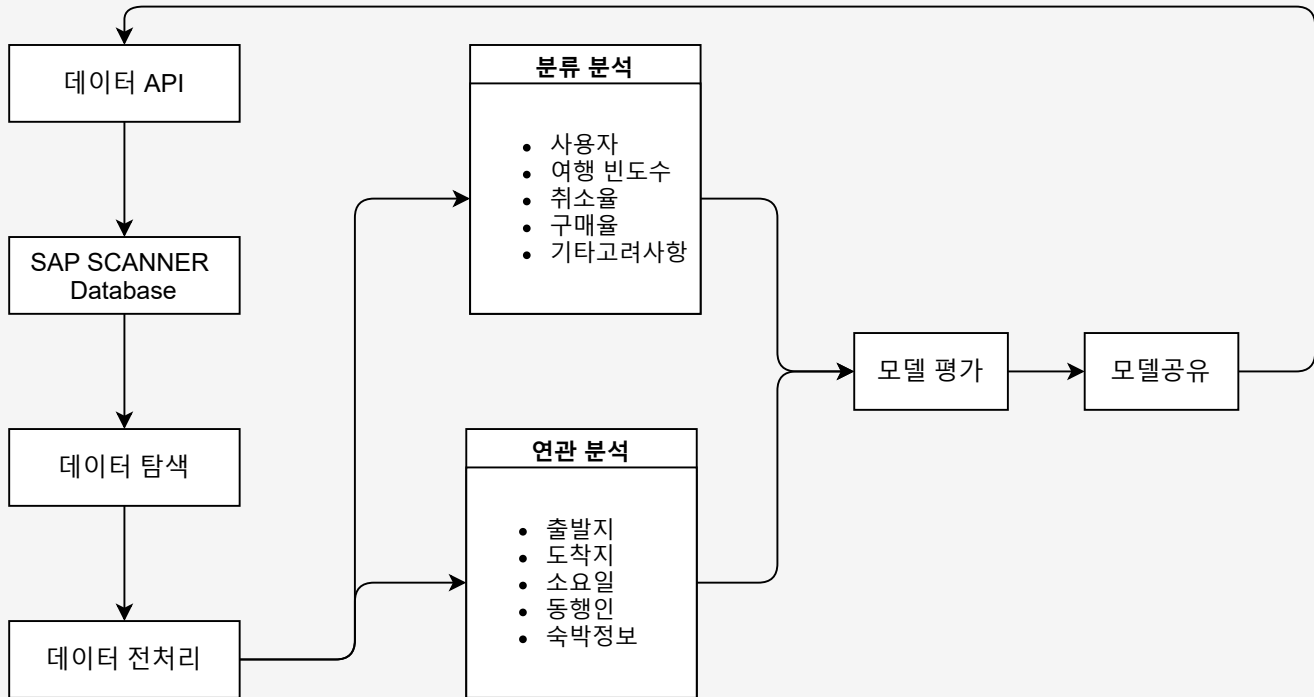 데이터 API
SAP SCANNER
Database
데이터 탐색
데이터 전처리
분류 분석
사용자
여행 빈도수
취소율
구매율
기타고려사항
연관 분석
출발지
도착지
소요일
동행인
숙박정보
모델 평가
모델공유